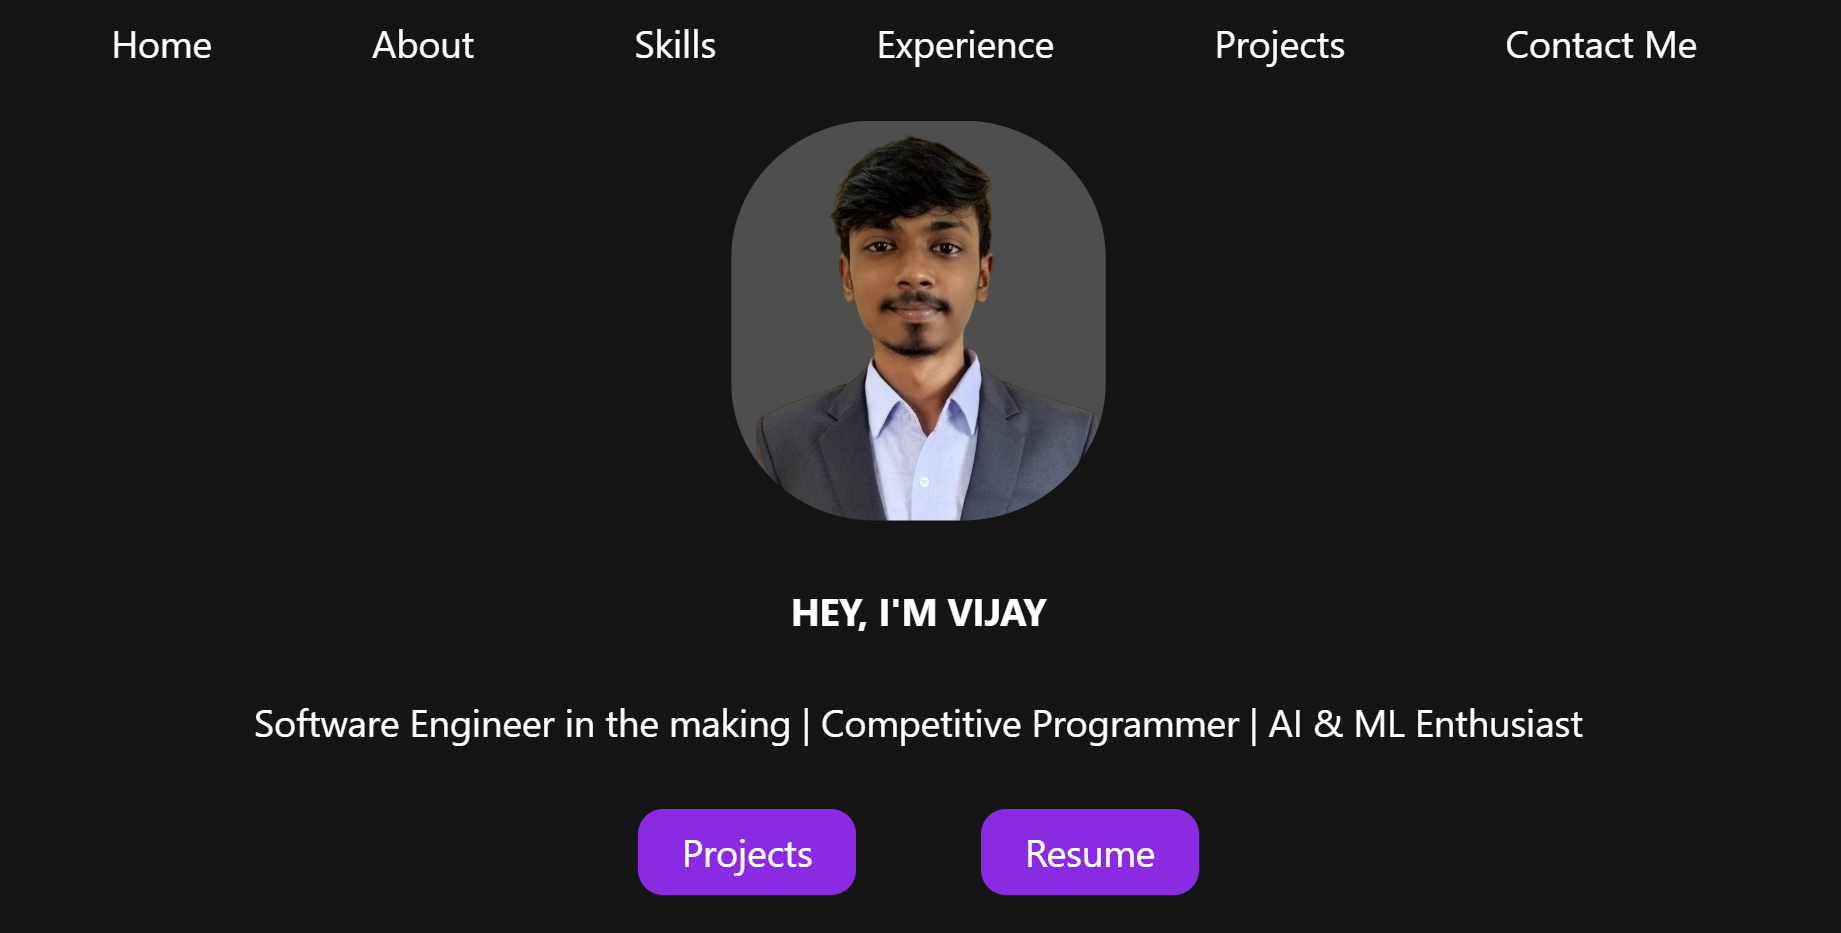 Home About Skills Experience Projects Contact Me
HEY, I'M VIJAY
Software Engineer in the making | Competitive Programmer | AI & ML Enthusiast
Projects Resume